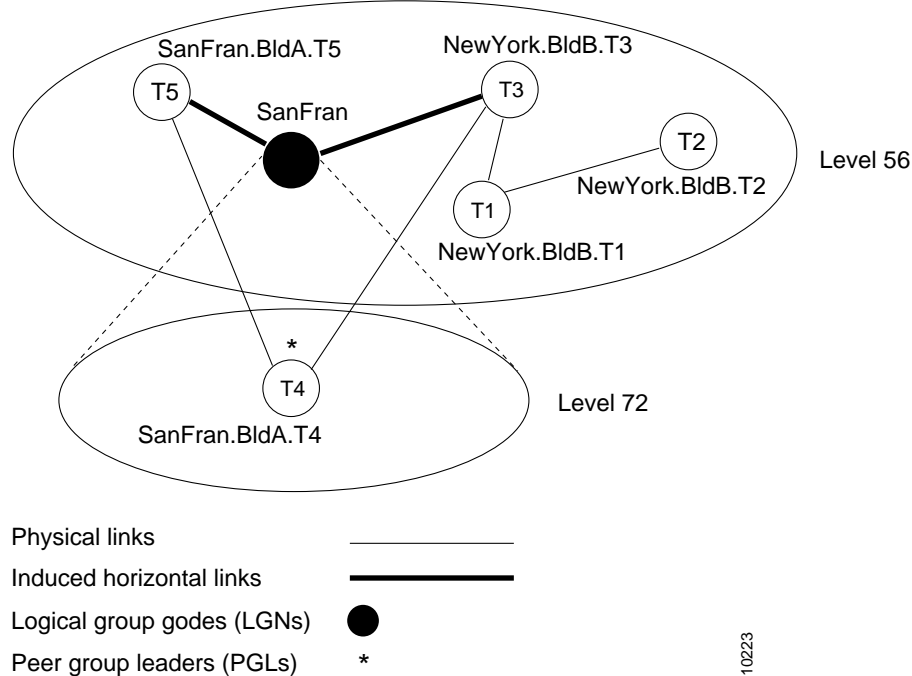 SanFran.BldA.T5
NewYork.BldB.T3
T5
SanFran
T3
T2
Level 56
NewYork.BldB.T2
T1
NewYork.BldB.T1
*
T4
Level 72
SanFran.BldA.T4
Physical links
Induced horizontal links
Logical group godes (LGNs)
Peer group leaders (PGLs) *
10223